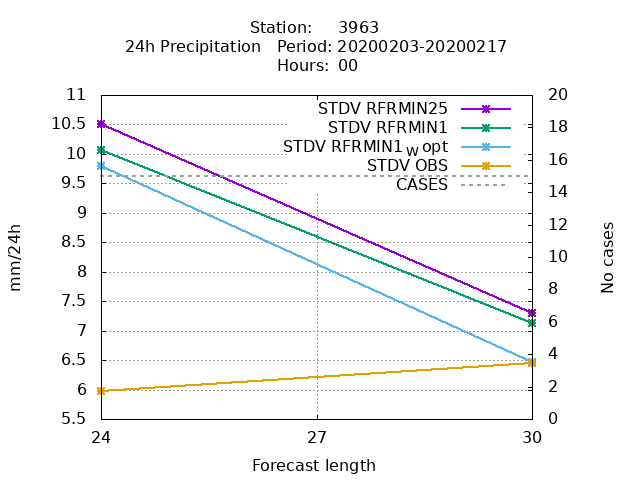 Station: 3963
24h Precipitation Period: 20200203-20200217
Hours: 00
11 20
10.5 18
10 16
9.5 14
9 12
8.5 10
8 8
7.5 6
7 4
6.5 2
6 0
5.5
STDV RFRMIN25
STDV RFRMIN1
STDV RFRMIN1_W opt
STDV OBS
CASES
mm/24h
No cases
24 27 30
Forecast length